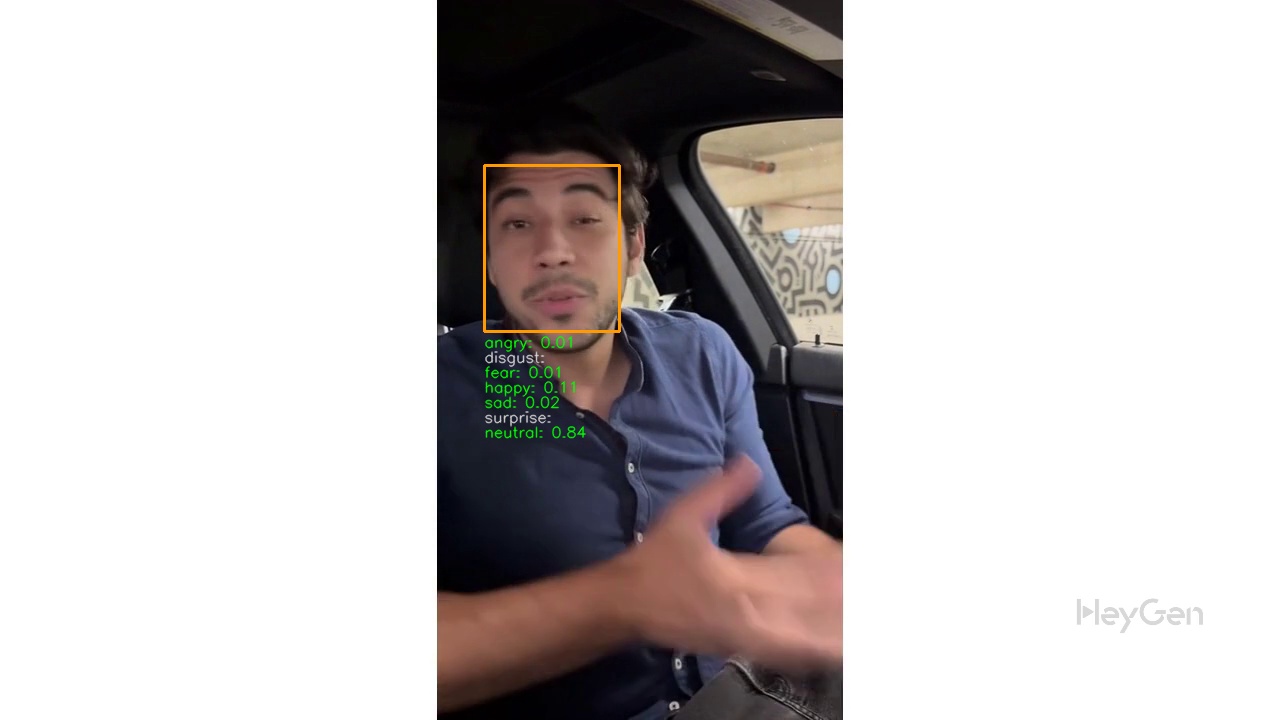 angry: 0.01
disgust:
fear: 0.01
happy: 0.11
sad: 0.02
surprise:
neutral: 0.84
HeyGen